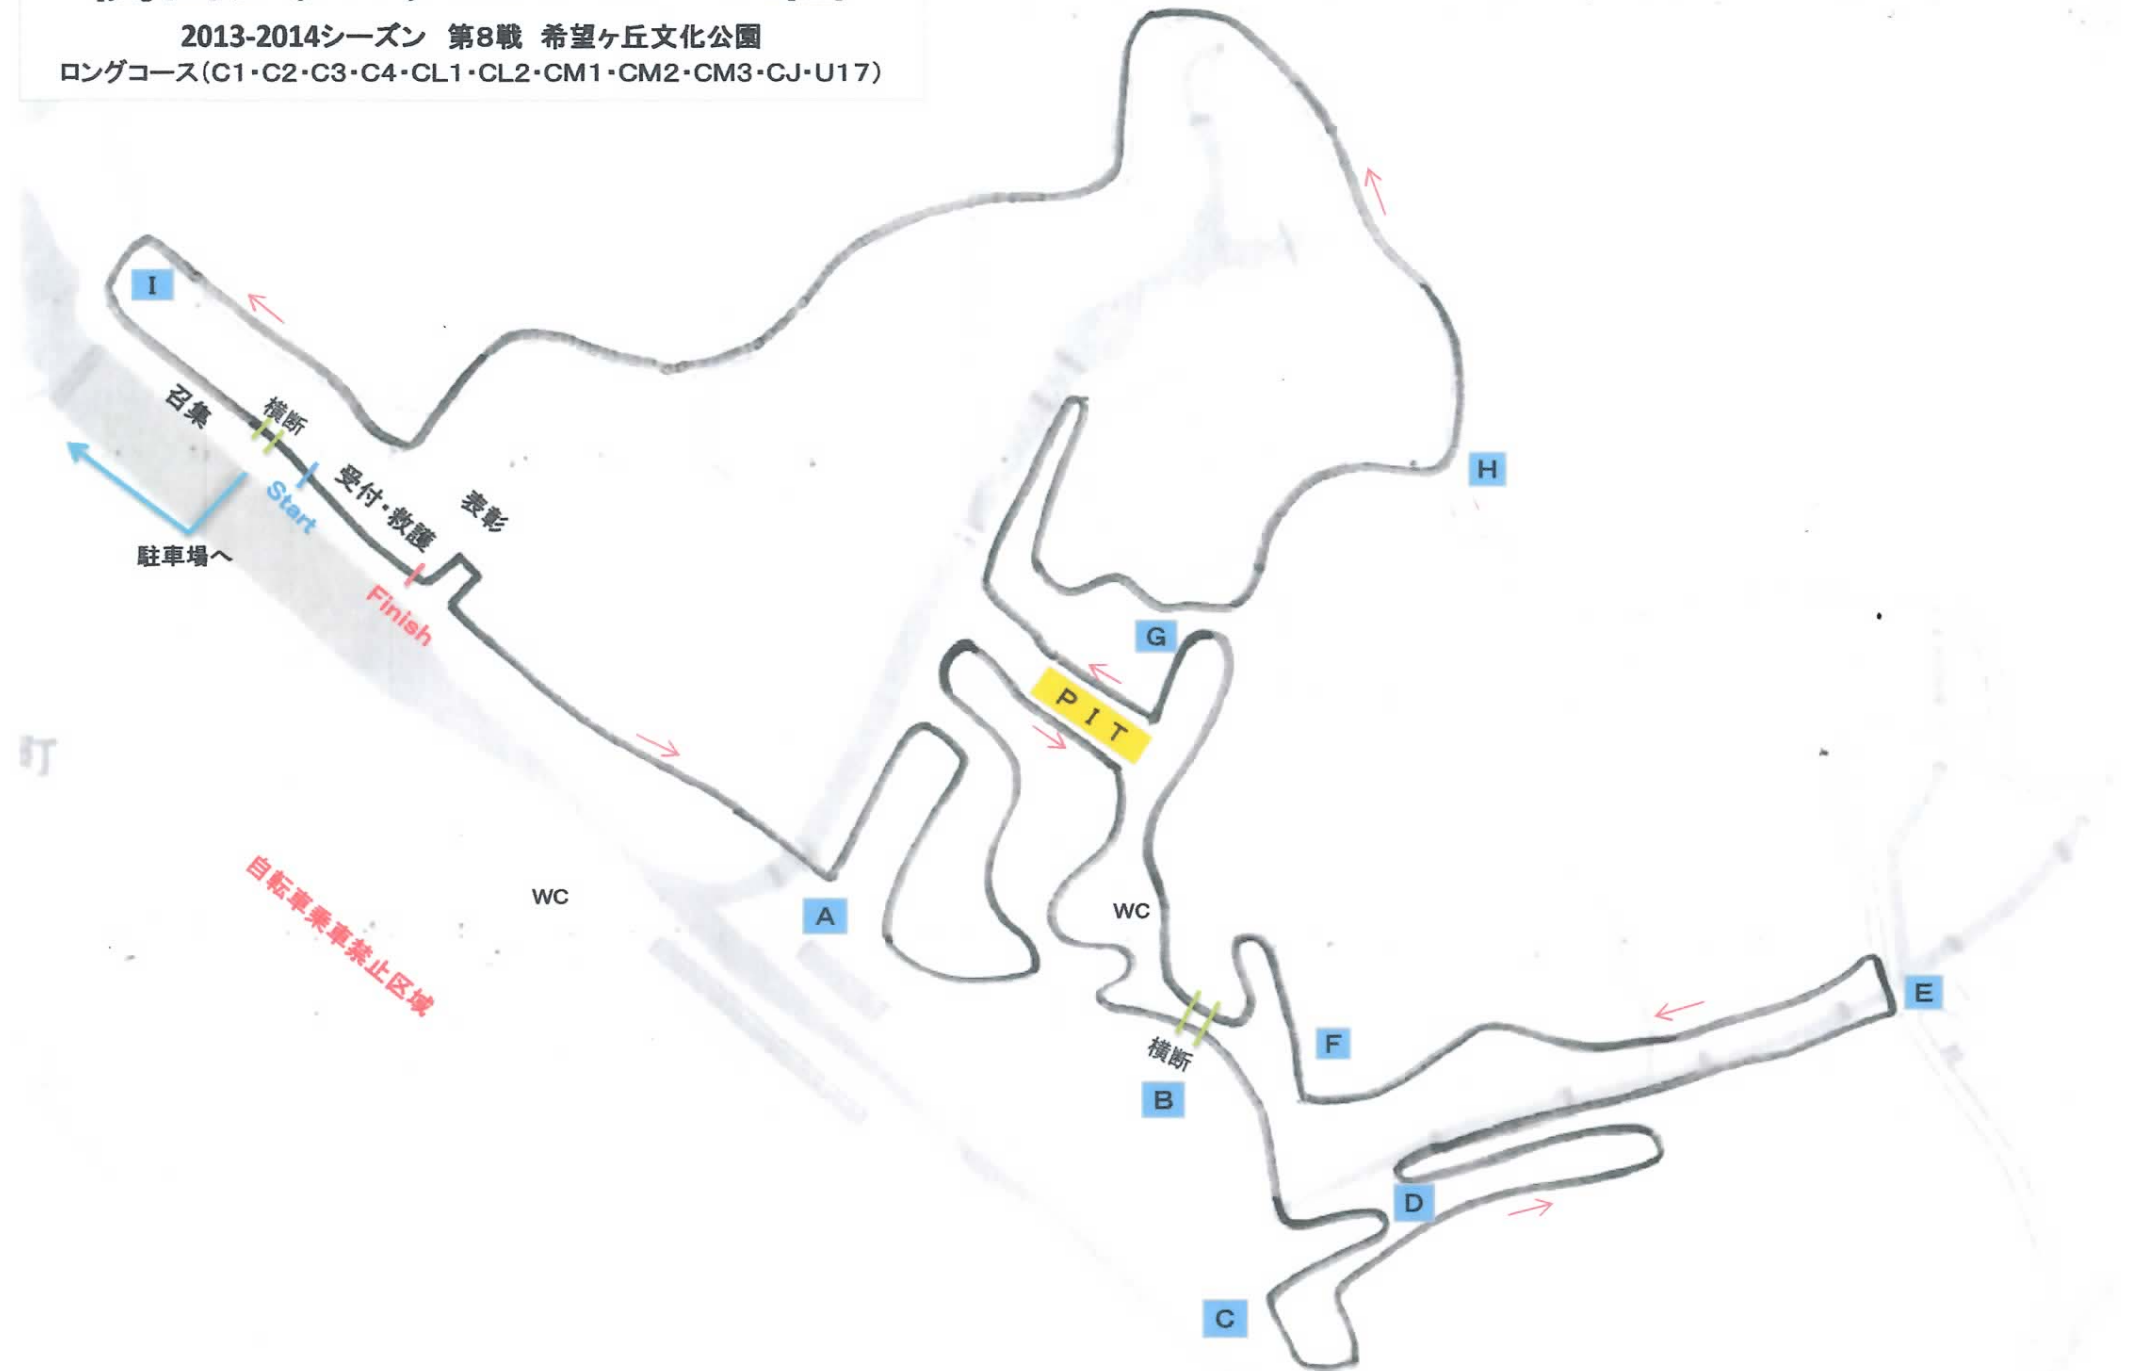 2013-2014シーズン 第8戦 希望ヶ丘文化公園
ロングコース(C1・C2・C3・C4・CL1・CL2・CM1・CM2・CM3・CJ・U17)
I
召集
横断
Start
受付・救護
表彰
駐車場へ
Finish
H
G
PIT
町
自転車乗車禁止区域
WC
A
WC
E
F
横断
B
D
C